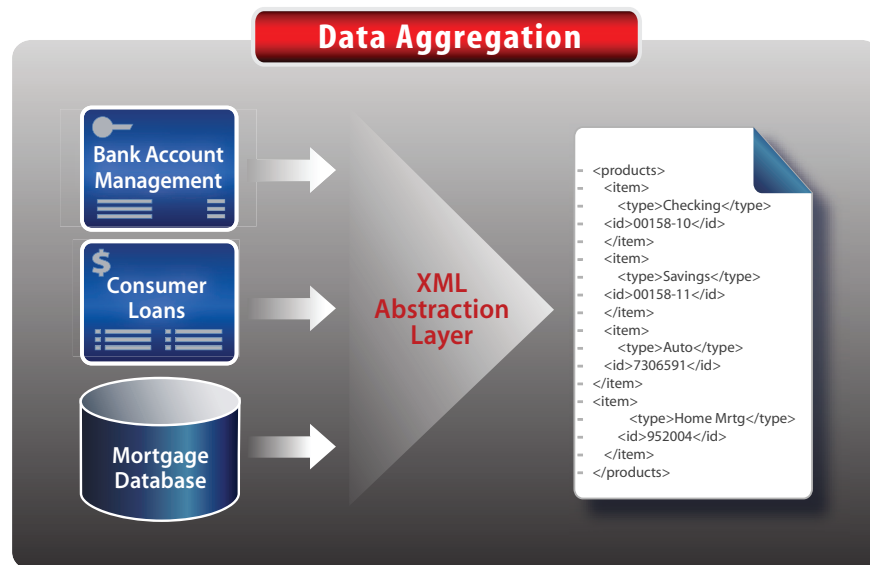 Data Aggregation
Bank Account
Management
$
Consumer
Loans
Mortgage
Database
XML
Abstraction
Layer
<products>
<item>
<type>Checking</type>
<id>00158-10</id>
</item>
<item>
<type>Savings</type>
<id>00158-11</id>
</item>
<item>
<type>Auto</type>
<id>7306591</id>
</item>
<item>
<type>Home Mrtg</type>
<id>952004</id>
</item>
</products>